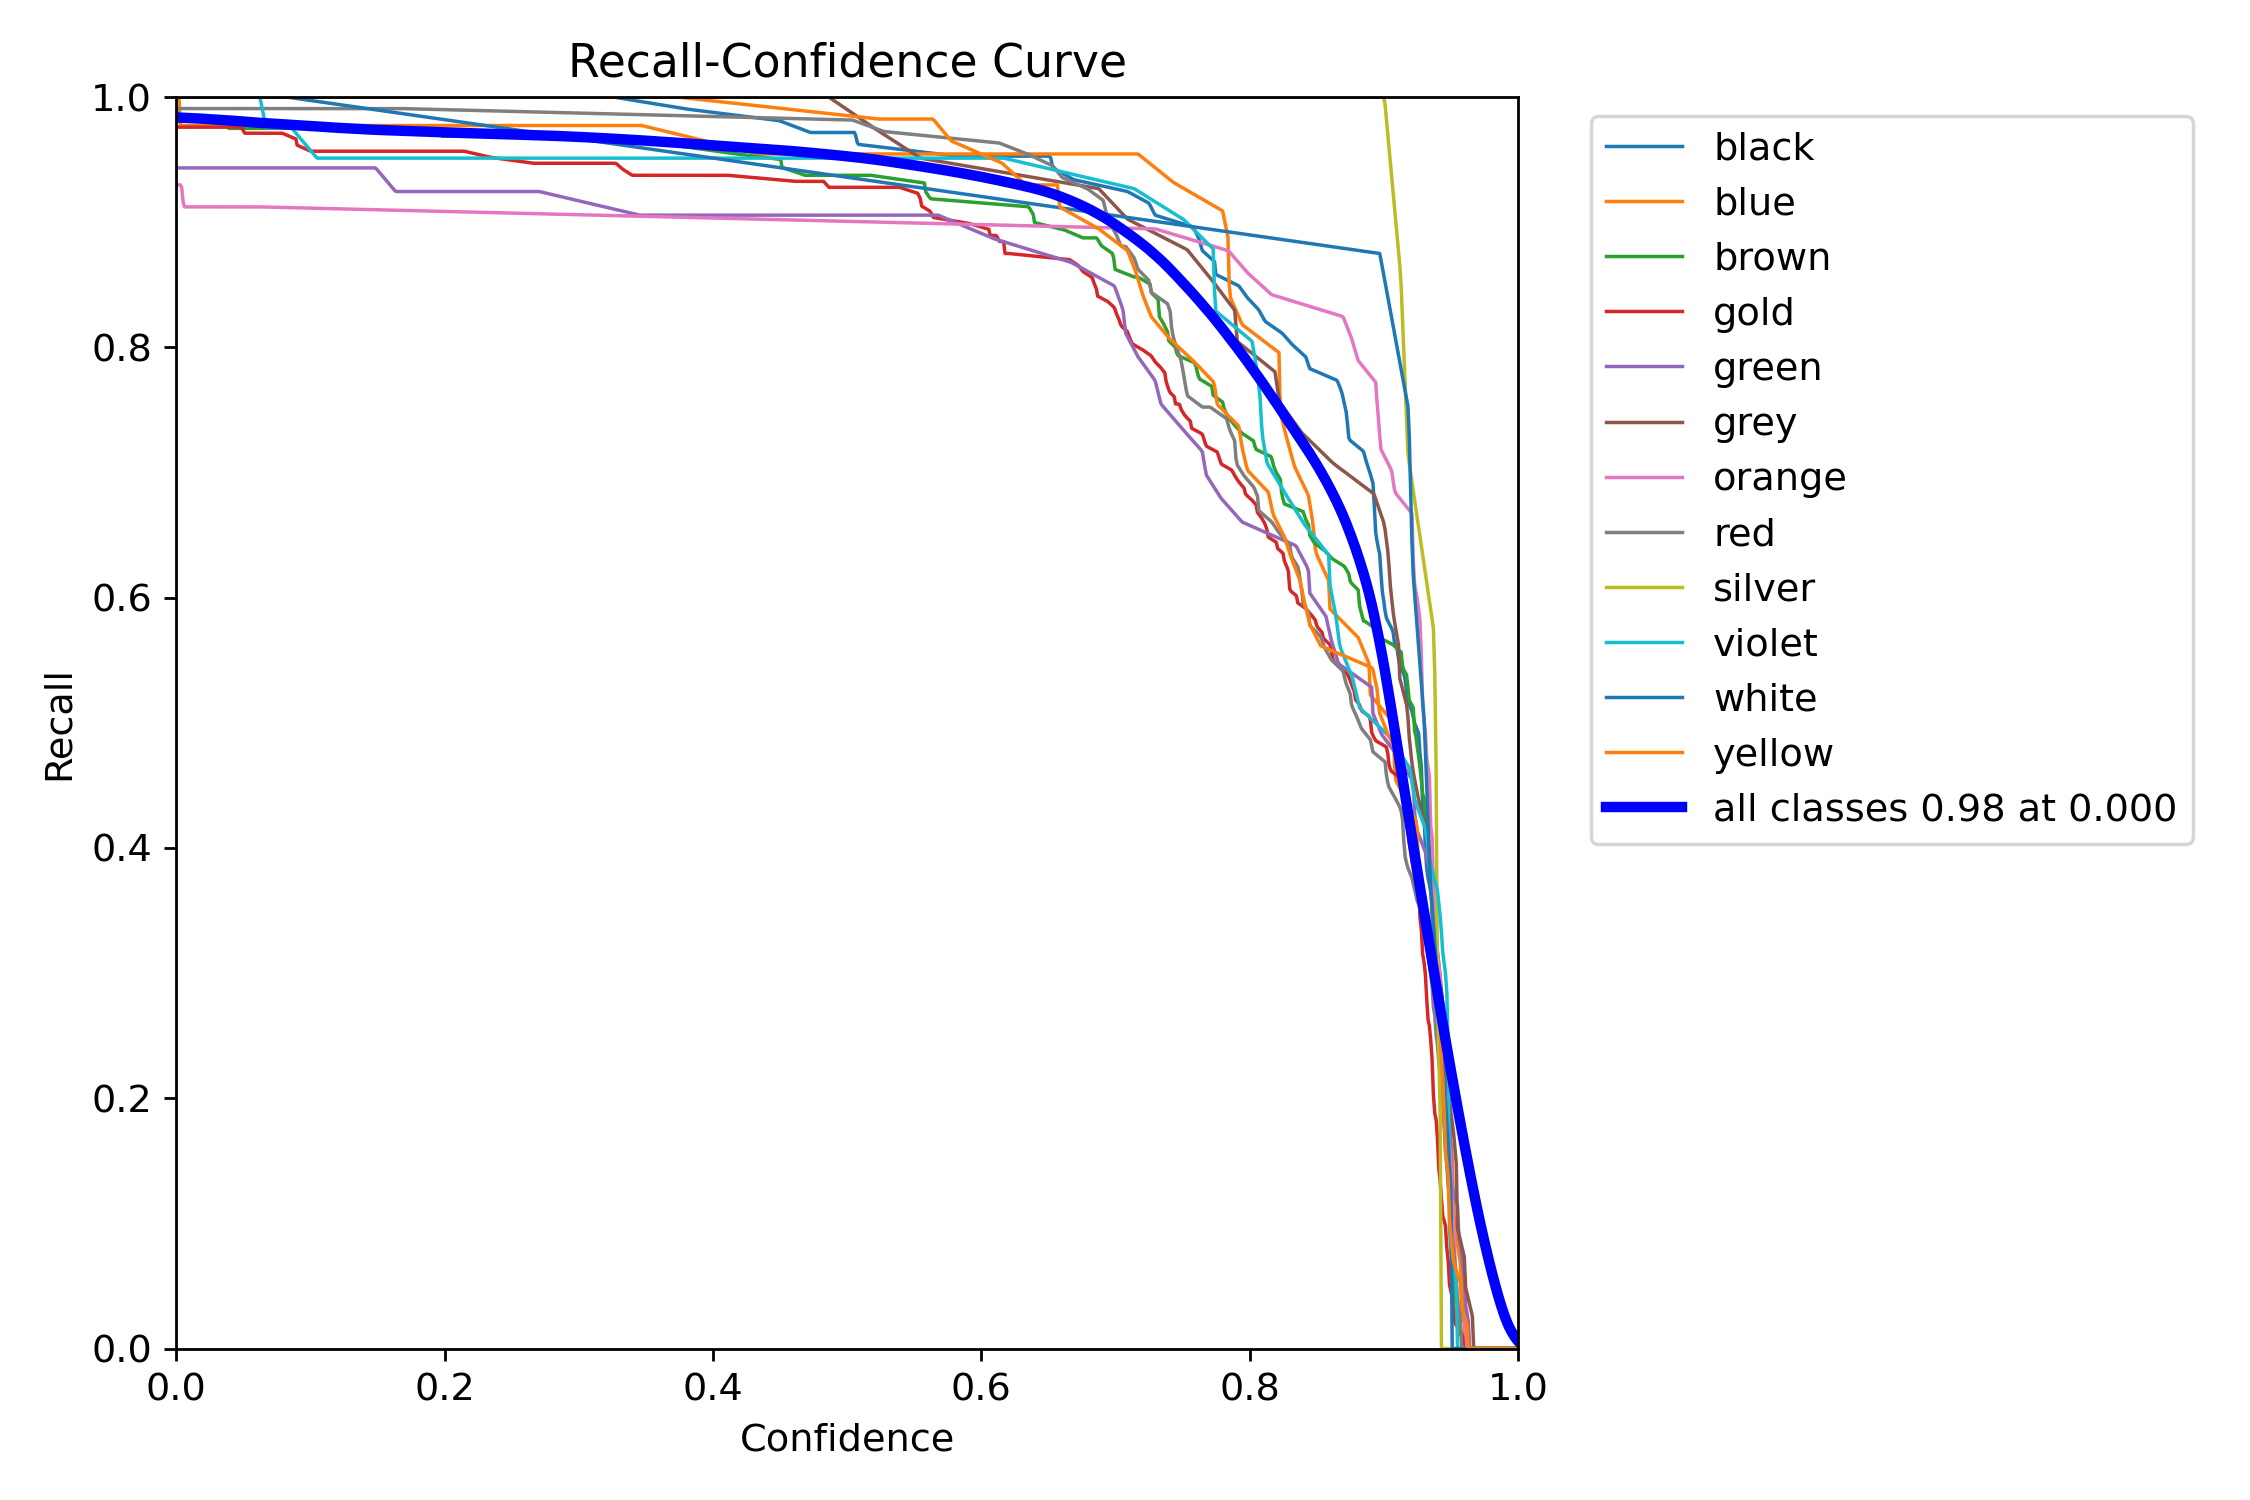 Recall-Confidence Curve
1.0
0.8
0.6
0.4
0.2
0.0
Recall
0.0 0.2 0.4 0.6 0.8 1.0
Confidence
black
blue
brown
gold
green
grey
orange
red
silver
violet
white
yellow
all classes 0.98 at 0.000